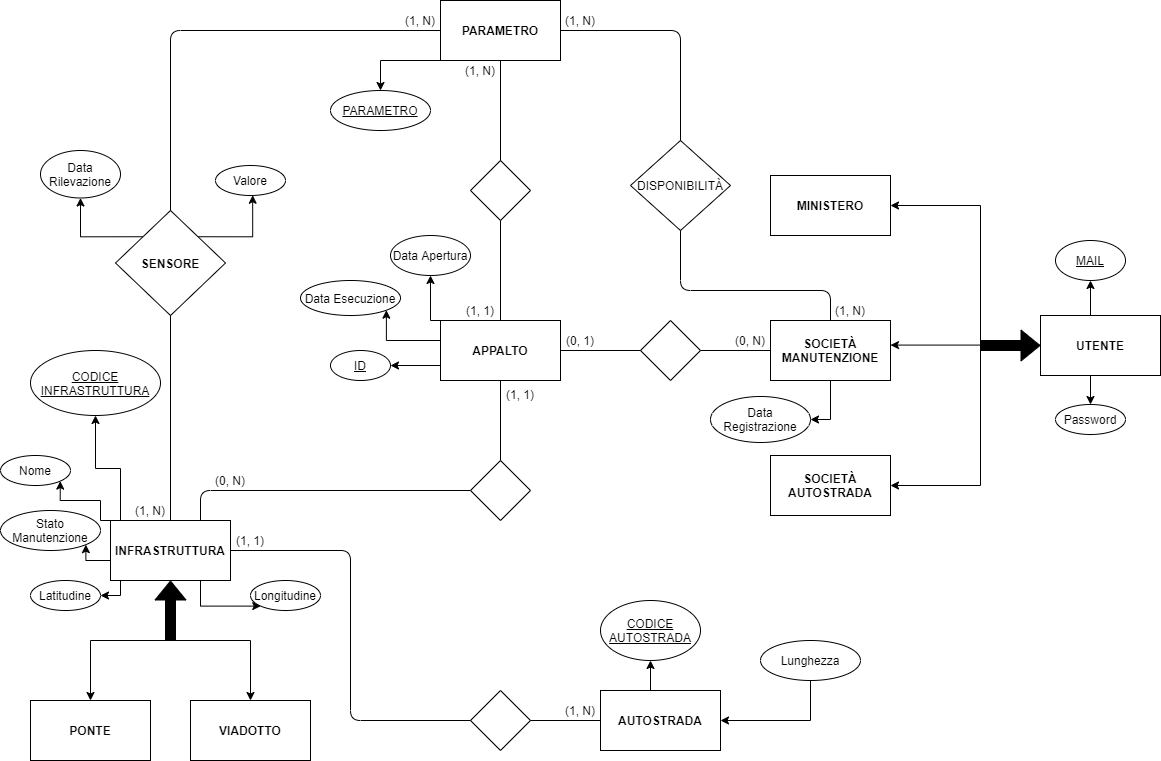 (1, N)
PARAMETRO
(1, N)
(1, N)
PARAMETRO
Data
Rilevazione
Valore
DISPONIBILITÀ
MINISTERO
SENSORE
Data Apertura
MAIL
Data Esecuzione
(1, 1)
(1, N)
APPALTO
(0, 1)
(0, N)
SOCIETÀ
MANUTENZIONE
UTENTE
ID
CODICE
INFRASTRUTTURA
(1, 1)
Data
Registrazione
Password
Nome
(0, N)
SOCIETÀ
AUTOSTRADA
(1, N)
Stato
Manutenzione
INFRASTRUTTURA
(1, 1)
Latitudine
Longitudine
CODICE
AUTOSTRADA
Lunghezza
PONTE
VIADOTTO
(1, N)
AUTOSTRADA